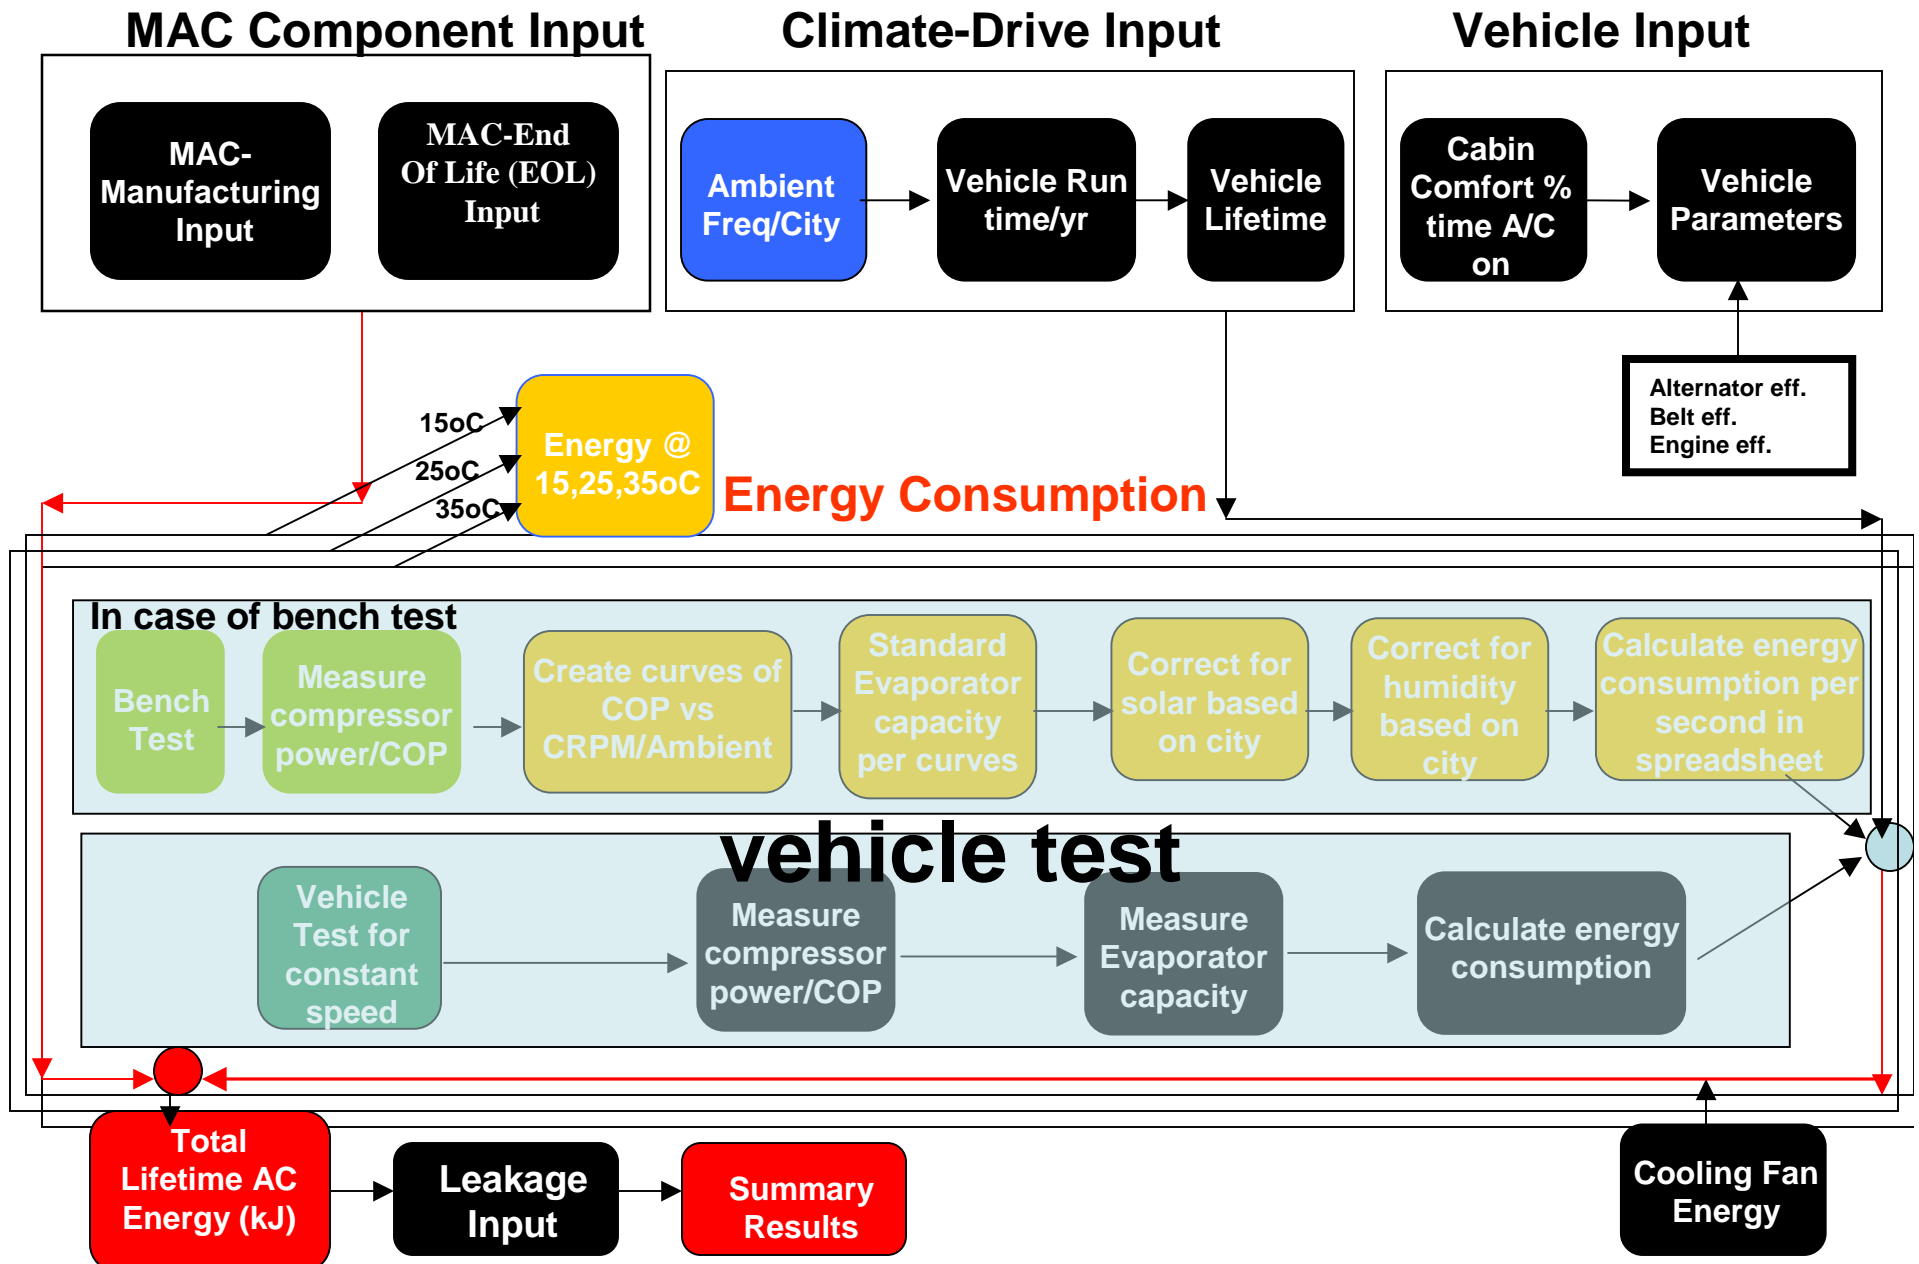 MAC Component Input
Climate-Drive Input
Vehicle Input
MAC-
Manufacturing
Input
MAC-End
Of Life (EOL)
Input
Ambient
Freq/City
Vehicle Run
time/yr
Vehicle
Lifetime
Cabin
Comfort %
time A/C
on
Vehicle
Parameters
Alternator eff.
Belt eff.
Engine eff.
15oC
25oC
35oC
Energy @
15,25,35oC
Energy Consumption
In case of bench test
Bench
Test
Measure
compressor
power/COP
Create curves of
COP vs
CRPM/Ambient
Standard
Evaporator
capacity
per curves
Correct for
solar based
on city
Correct for
humidity
based on
city
Calculate energy
consumption per
second in
spreadsheet
vehicle test
Vehicle
Test for
constant
speed
Measure
compressor
power/COP
Measure
Evaporator
capacity
Calculate energy
consumption
Total
Lifetime AC
Energy (kJ)
Leakage
Input
Summary
Results
Cooling Fan
Energy